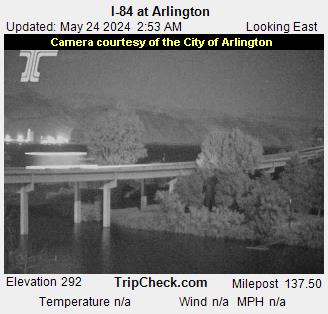 I-84 at Arlington
Updated: May 24 2024 2:53 AM Looking East
Camera courtesy of the City of Arlington
Elevation 292 TripCheck.com Milepost 137.50
Temperature n/a Wind n/a MPH n/a